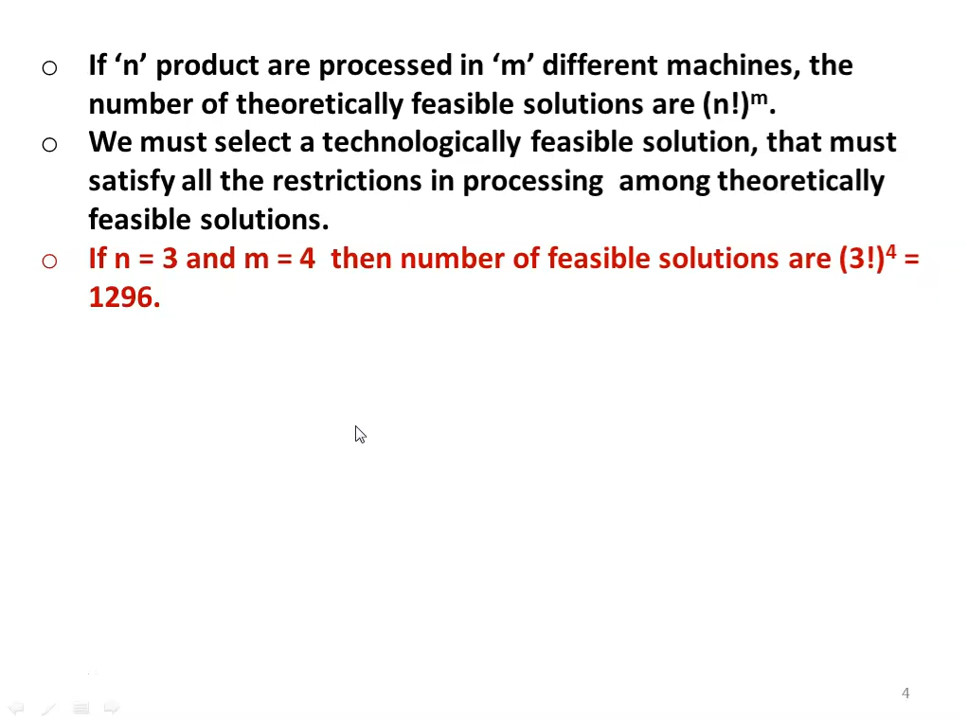 ○ If ‘n’ product are processed in ‘m’ different machines, the
number of theoretically feasible solutions are (n!)ᵐ.
○ We must select a technologically feasible solution, that must
satisfy all the restrictions in processing among theoretically
feasible solutions.
○ If n = 3 and m = 4 then number of feasible solutions are (3!)⁴ =
1296.
4